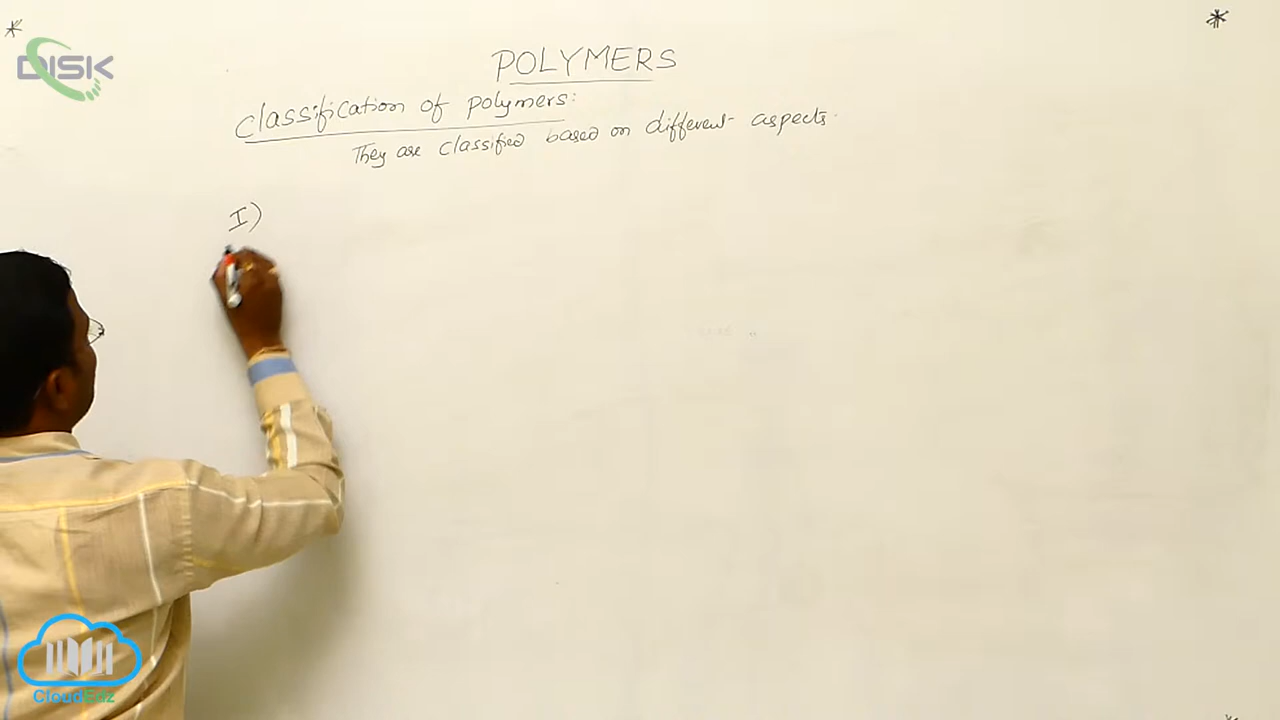 DISK
POLYMERS
Classification of polymers:
They are classified based on different aspects.
I)
CloudEdz